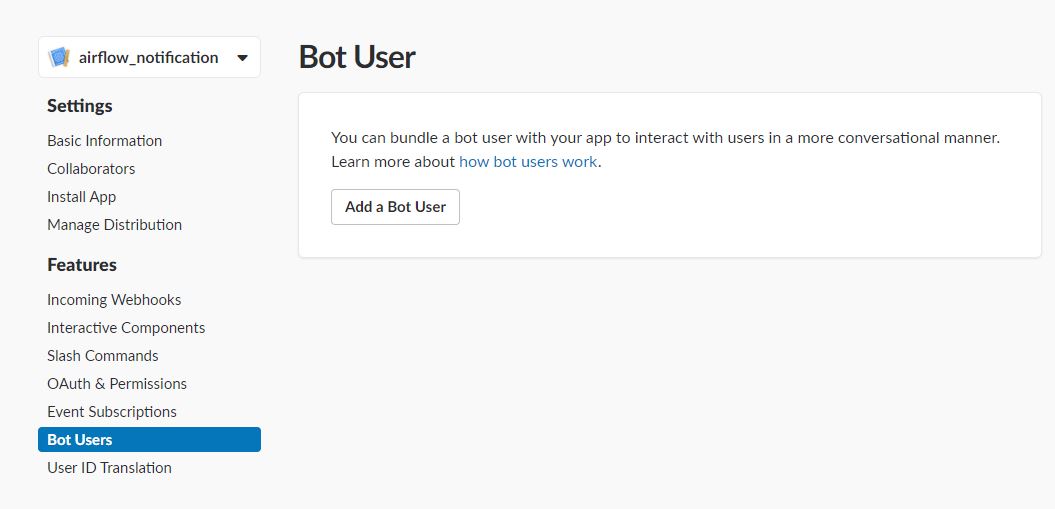 airflow_notification
Settings
Basic Information
Collaborators
Install App
Manage Distribution
Features
Incoming Webhooks
Interactive Components
Slash Commands
OAuth & Permissions
Event Subscriptions
Bot Users
User ID Translation
Bot User
You can bundle a bot user with your app to interact with users in a more conversational manner.
Learn more about how bot users work.
Add a Bot User